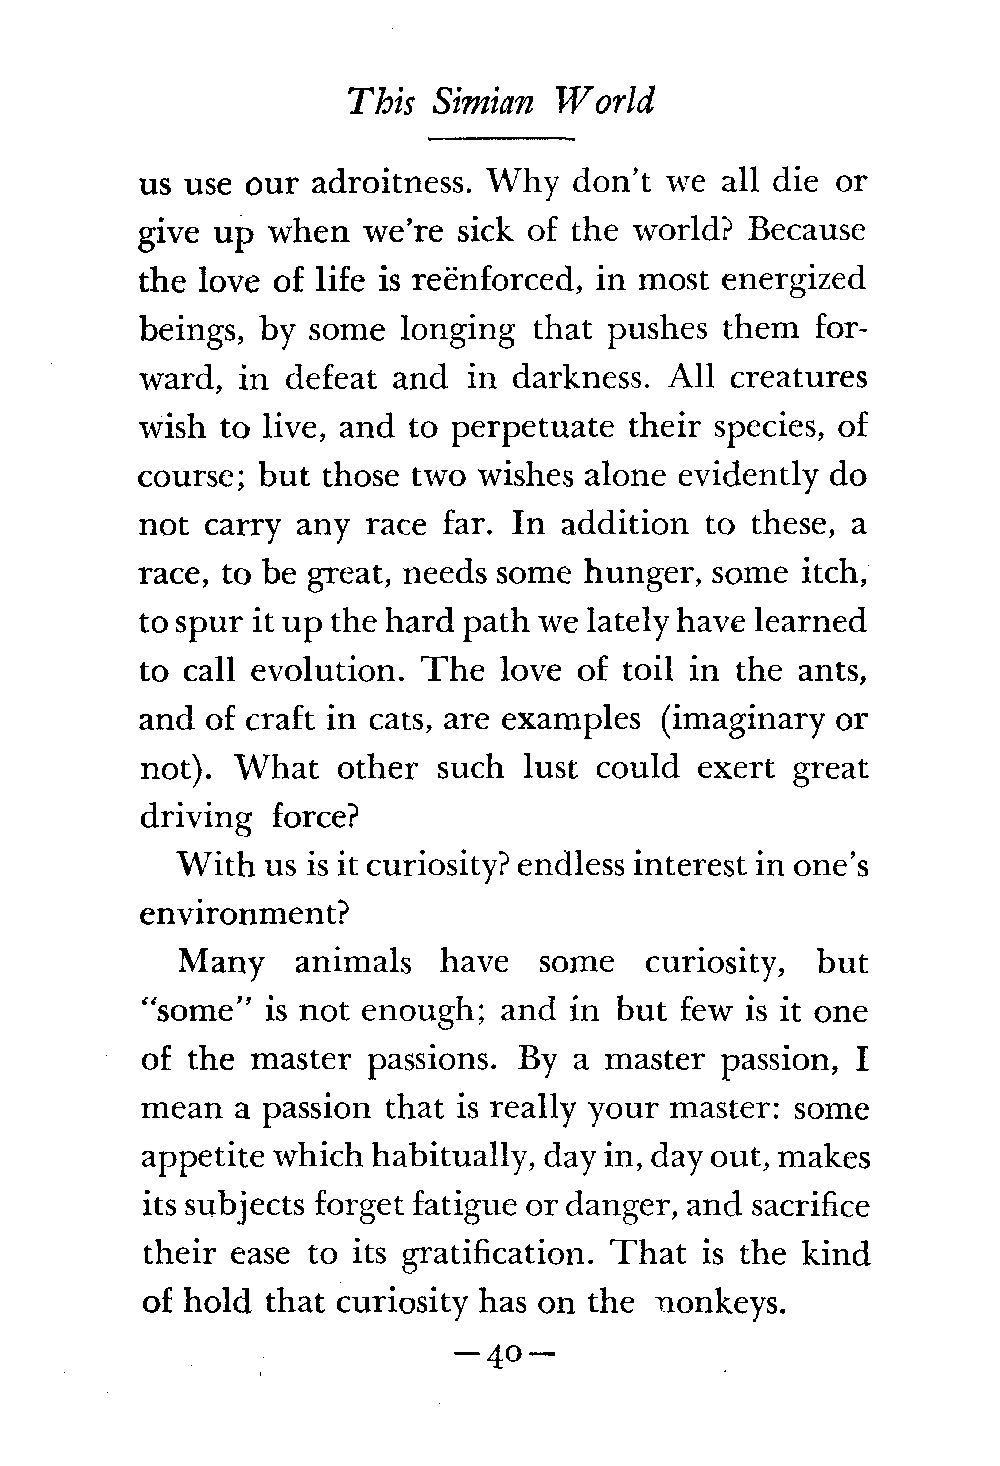 This Simian World
us use our adroitness. Why don't we all die or
give up when we're sick of the world? Because
the love of life is reënforced, in most energized
beings, by some longing that pushes them for-
ward, in defeat and in darkness. All creatures
wish to live, and to perpetuate their species, of
course; but those two wishes alone evidently do
not carry any race far. In addition to these, a
race, to be great, needs some hunger, some itch,
to spur it up the hard path we lately have learned
to call evolution. The love of toil in the ants,
and of craft in cats, are examples (imaginary or
not). What other such lust could exert great
driving force?
With us is it curiosity? endless interest in one's
environment?
Many animals have some curiosity, but
"some" is not enough; and in but few is it one
of the master passions. By a master passion, I
mean a passion that is really your master: some
appetite which habitually, day in, day out, makes
its subjects forget fatigue or danger, and sacrifice
their ease to its gratification. That is the kind
of hold that curiosity has on the monkeys.
—40—